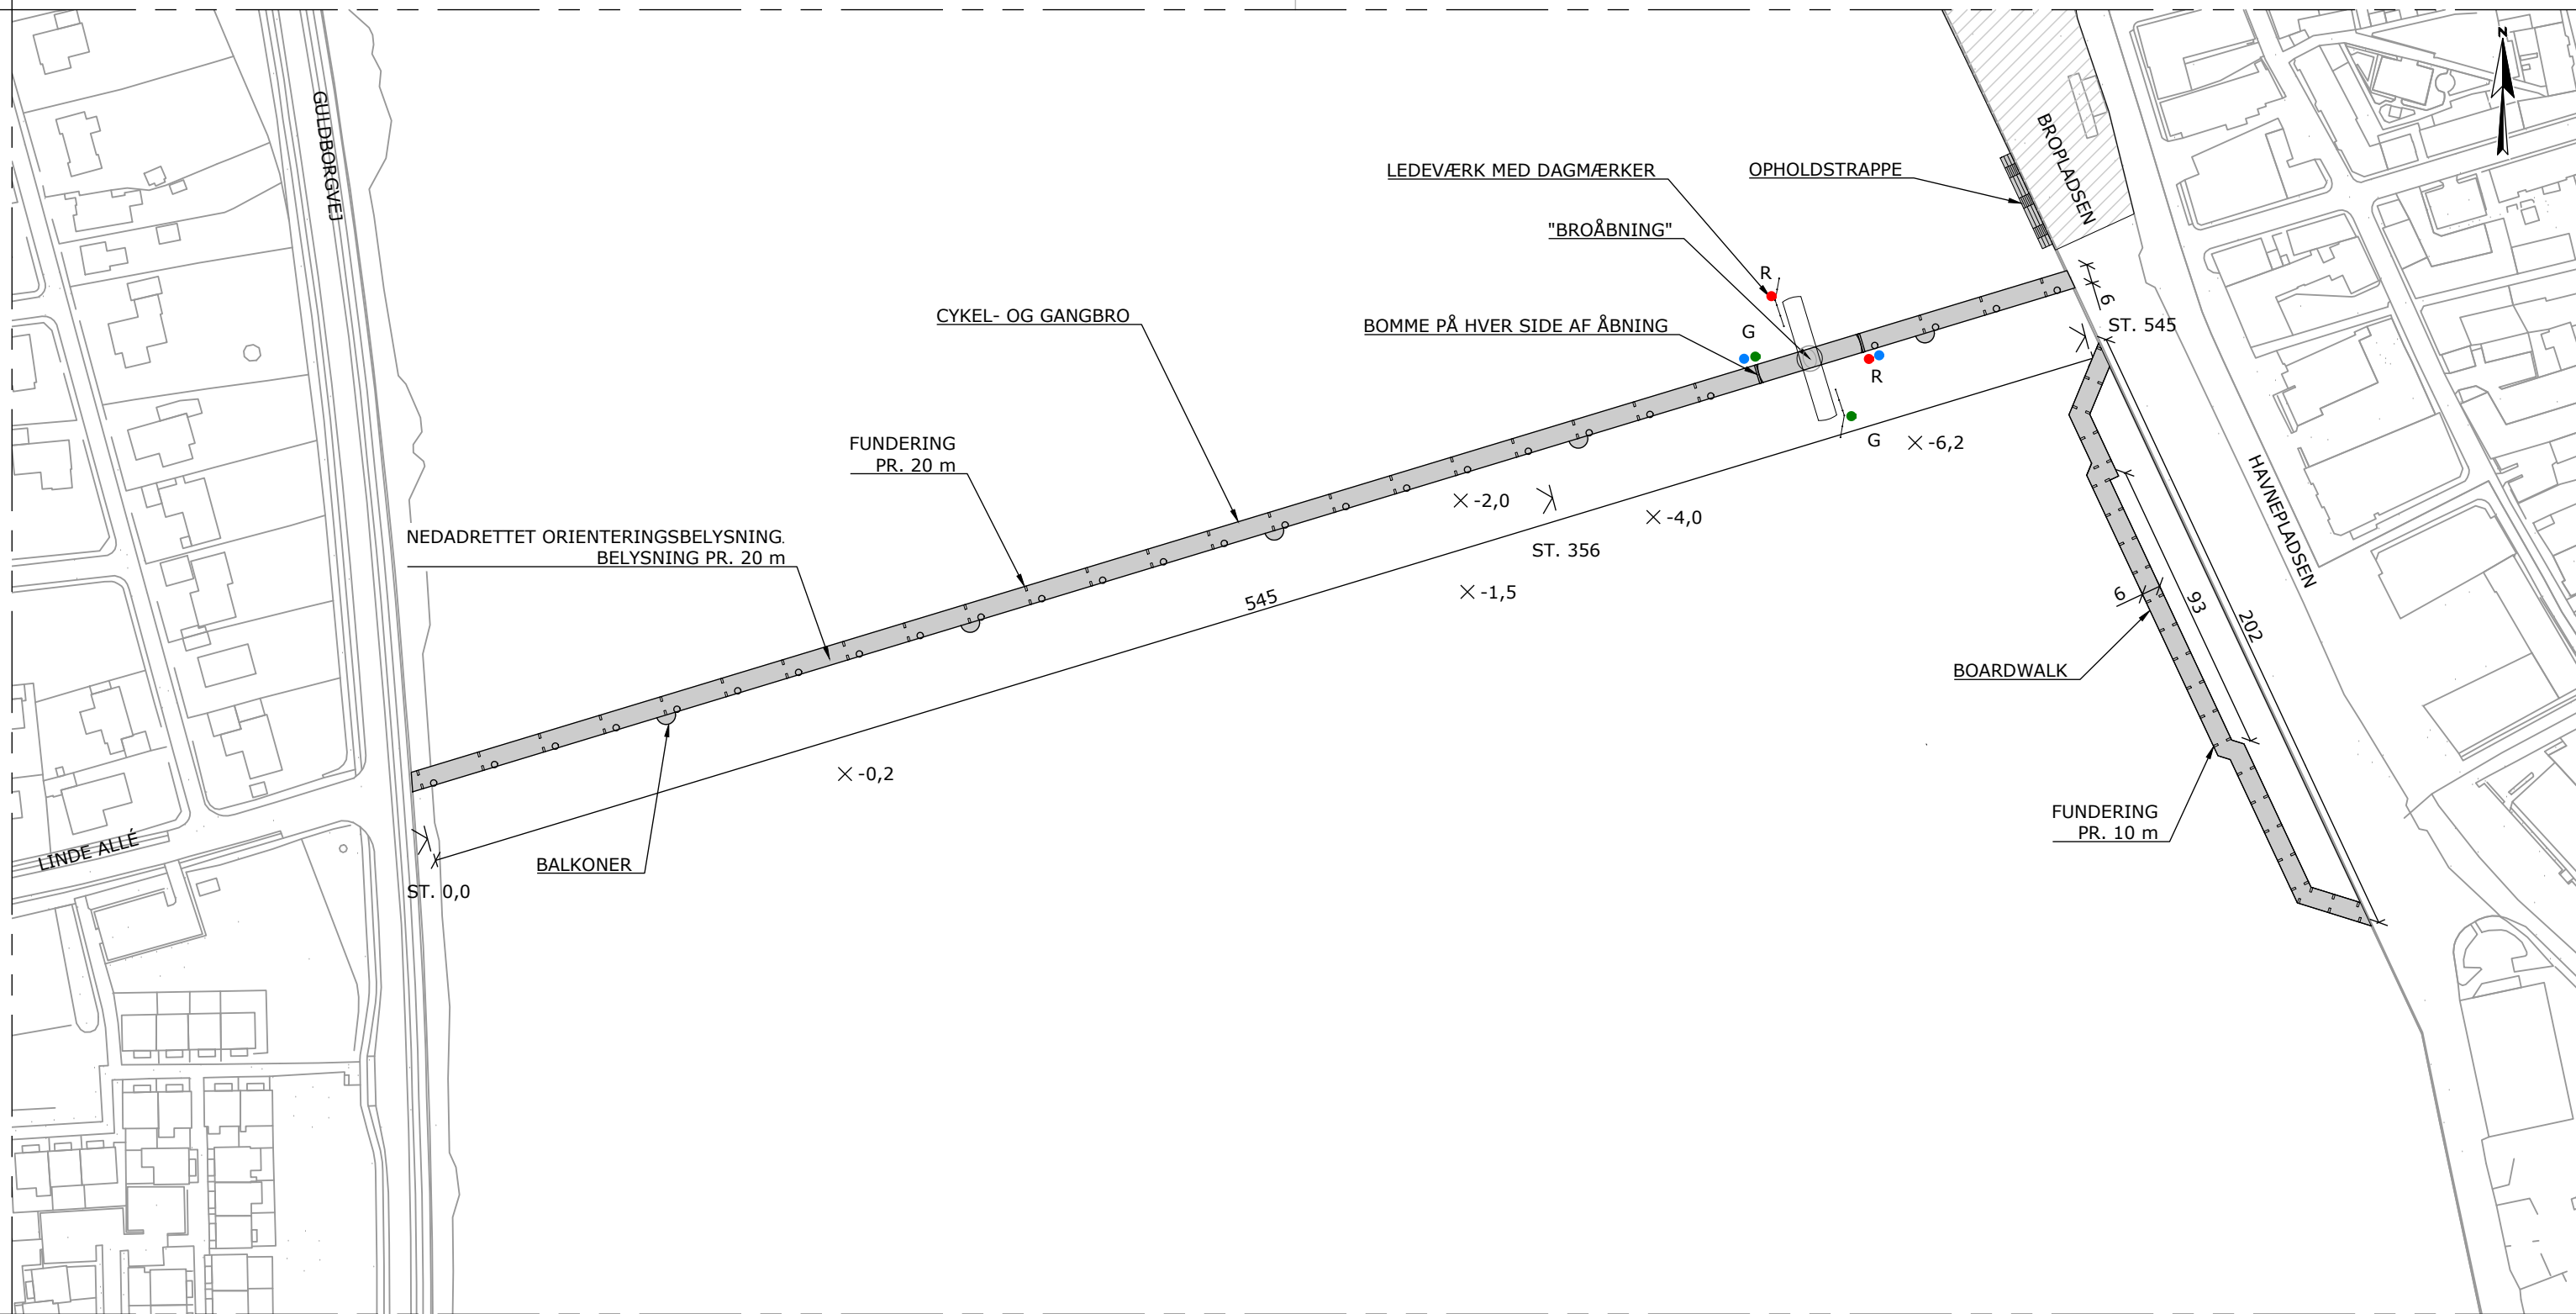 N
GULDBORGVEJ
BROPLADSEN
LEDEVÆRK MED DAGMÆRKER
OPHOLDSTRAPPE
"BROÅBNING"
R
CYKEL- OG GANGBRO
BOMME PÅ HVER SIDE AF ÅBNING
G
6
ST. 545
R
FUNDERING
PR. 20 m
G
-6,2
-2,0
-4,0
HAVNEPLADSEN
NEDADRETTET ORIENTERINGSBELYSNING.
BELYSNING PR. 20 m
ST. 356
545
-1,5
6
93
202
BOARDWALK
-0,2
FUNDERING
PR. 10 m
LINDE ALLÉ
BALKONER
ST. 0,0